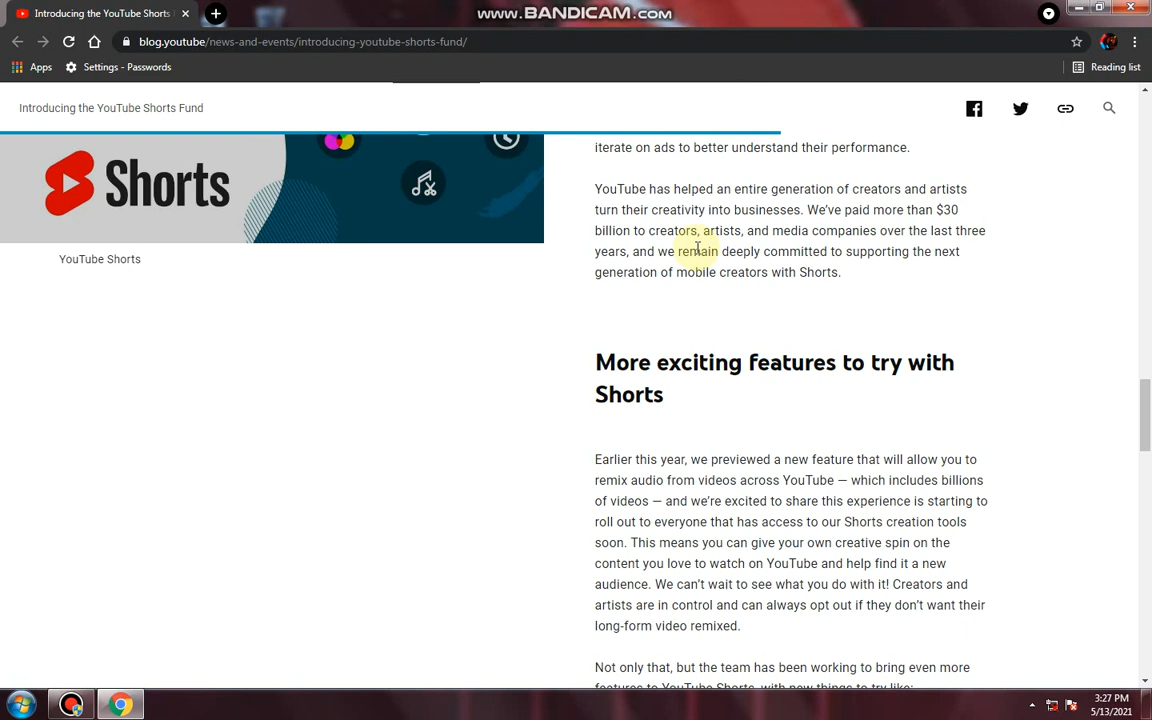 Introducing the YouTube Shorts
www.BANDICAM.com
blog.youtube/news-and-events/introducing-youtube-shorts-fund/
Apps
Settings - Passwords
Reading list
Introducing the YouTube Shorts Fund
Shorts
YouTube Shorts
iterate on ads to better understand their performance.
YouTube has helped an entire generation of creators and artists
turn their creativity into businesses. We’ve paid more than $30
billion to creators, artists, and media companies over the last three
years, and we remain deeply committed to supporting the next
generation of mobile creators with Shorts.
More exciting features to try with
Shorts
Earlier this year, we previewed a new feature that will allow you to
remix audio from videos across YouTube — which includes billions
of videos — and we’re excited to share this experience is starting to
roll out to everyone that has access to our Shorts creation tools
soon. This means you can give your own creative spin on the
content you love to watch on YouTube and help find it a new
audience. We can’t wait to see what you do with it! Creators and
artists are in control and can always opt out if they don’t want their
long-form video remixed.
Not only that, but the team has been working to bring even more
features to YouTube Shorts, with new things to try like:
3:27 PM
5/13/2021